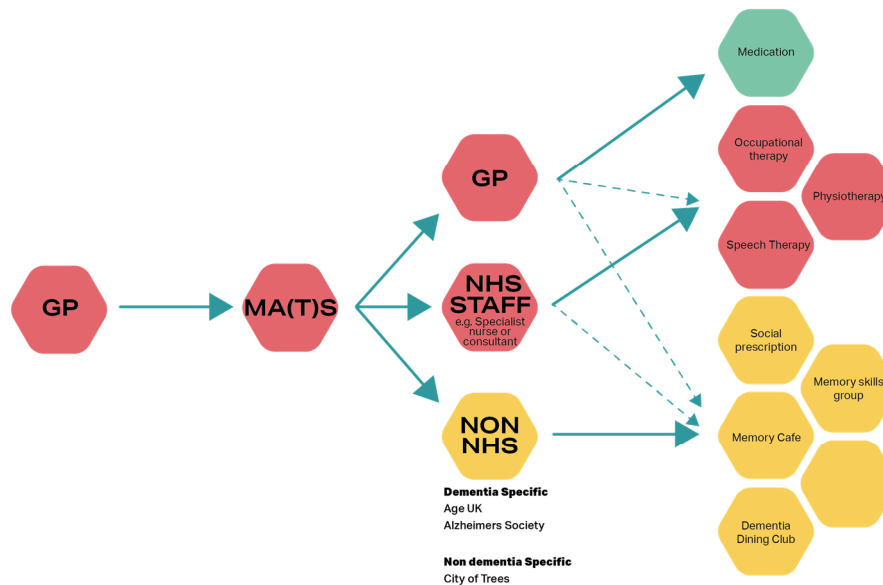 Medication
Occupational
therapy
Physiotherapy
Speech Therapy
GP
GP
MA(T)S
NHS
STAFF
e.g. Specialist
nurse or
consultant
Social
prescription
Memory skills
group
NON
NHS
Memory Cafe
Dementia
Dining Club
Dementia Specific
Age UK
Alzheimers Society
Non dementia Specific
City of Trees